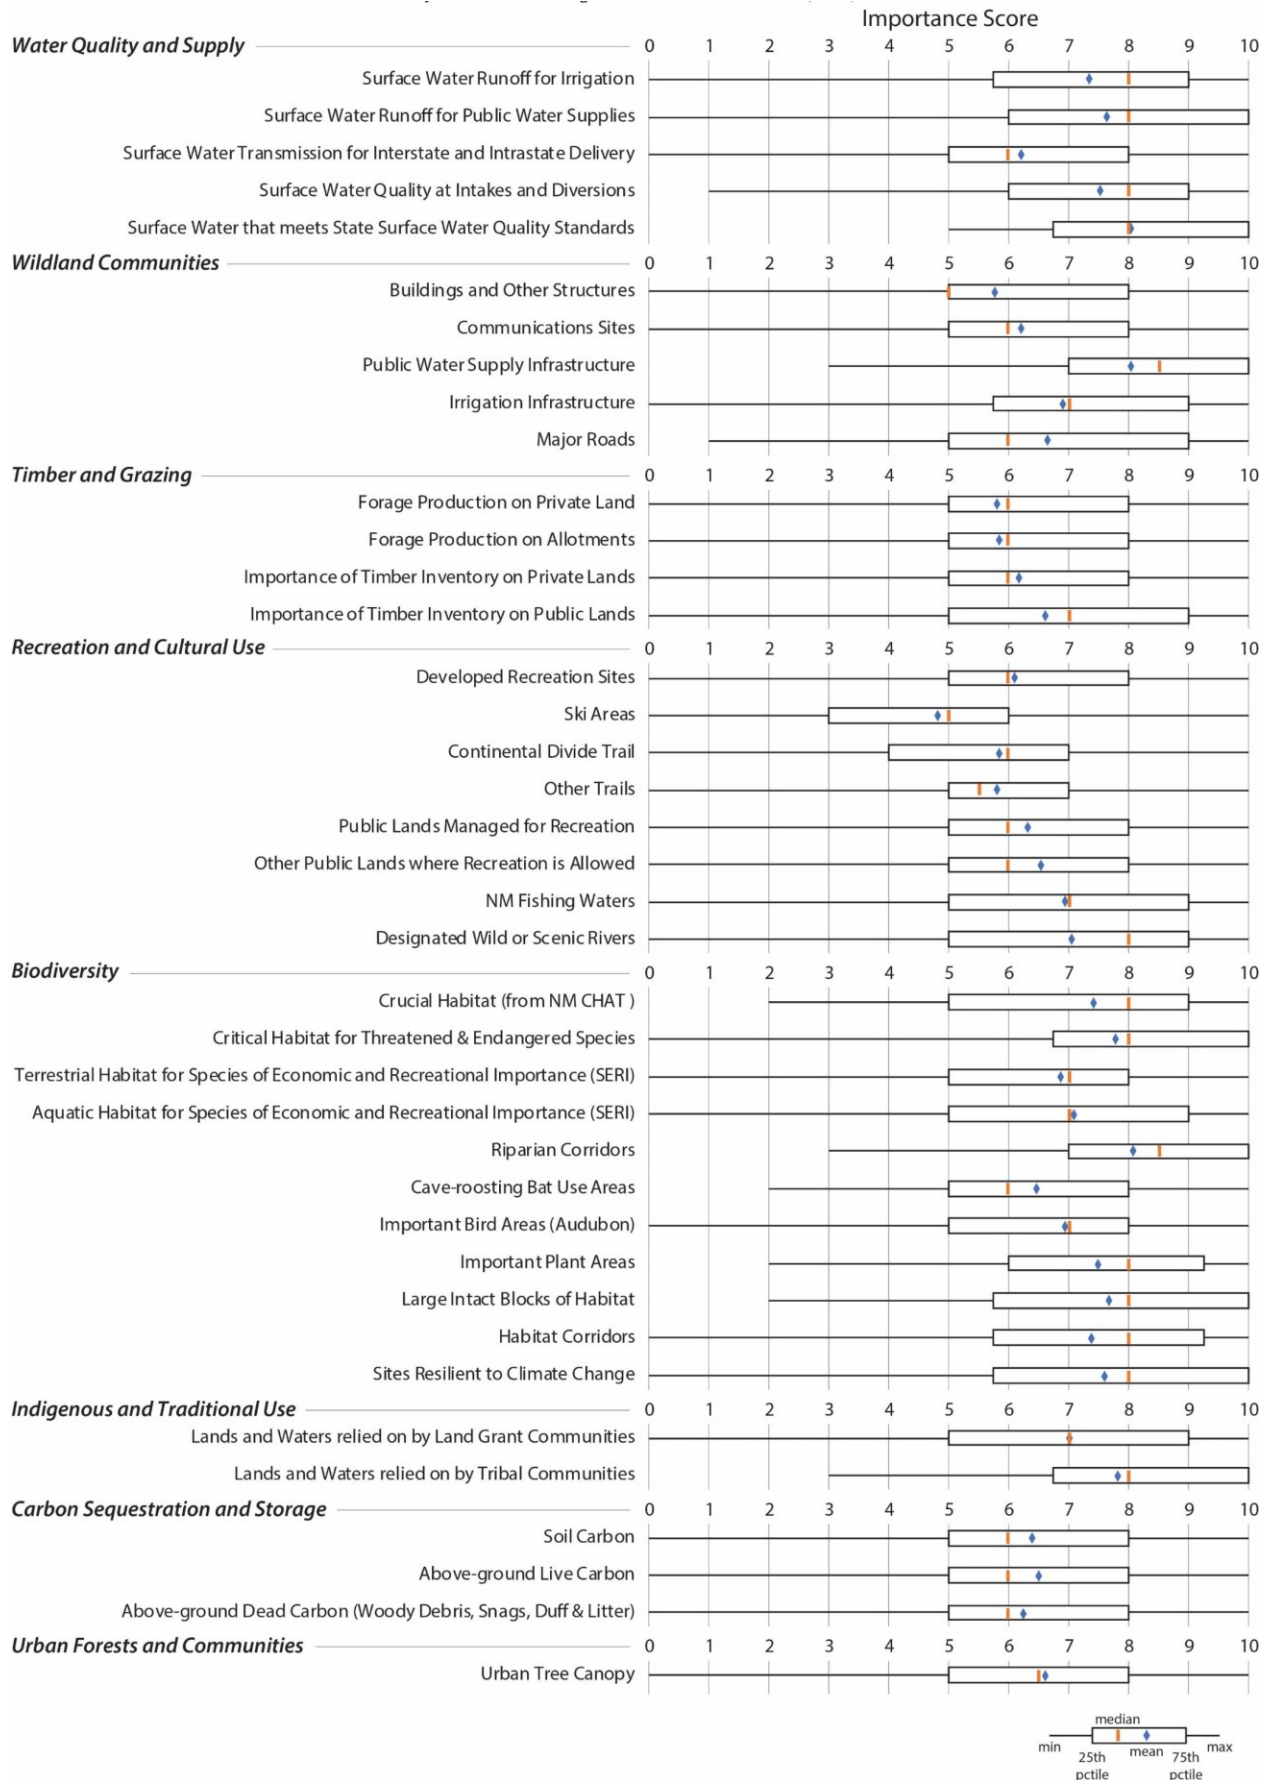 Importance Score
Water Quality and Supply 0 1 2 3 4 5 6 7 8 9 10
Surface Water Runoff for Irrigation
Surface Water Runoff for Public Water Supplies
Surface Water Transmission for Interstate and Intrastate Delivery
Surface Water Quality at Intakes and Diversions
Surface Water that meets State Surface Water Quality Standards
Wildland Communities 0 1 2 3 4 5 6 7 8 9 10
Buildings and Other Structures
Communications Sites
Public Water Supply Infrastructure
Irrigation Infrastructure
Major Roads
Timber and Grazing 0 1 2 3 4 5 6 7 8 9 10
Forage Production on Private Land
Forage Production on Allotments
Importance of Timber Inventory on Private Lands
Importance of Timber Inventory on Public Lands
Recreation and Cultural Use 0 1 2 3 4 5 6 7 8 9 10
Developed Recreation Sites
Ski Areas
Continental Divide Trail
Other Trails
Public Lands Managed for Recreation
Other Public Lands where Recreation is Allowed
NM Fishing Waters
Designated Wild or Scenic Rivers
Biodiversity 0 1 2 3 4 5 6 7 8 9 10
Crucial Habitat (from NM CHAT )
Critical Habitat for Threatened & Endangered Species
Terrestrial Habitat for Species of Economic and Recreational Importance (SERI)
Aquatic Habitat for Species of Economic and Recreational Importance (SERI)
Riparian Corridors
Cave-roosting Bat Use Areas
Important Bird Areas (Audubon)
Important Plant Areas
Large Intact Blocks of Habitat
Habitat Corridors
Sites Resilient to Climate Change
Indigenous and Traditional Use 0 1 2 3 4 5 6 7 8 9 10
Lands and Waters relied on by Land Grant Communities
Lands and Waters relied on by Tribal Communities
Carbon Sequestration and Storage 0 1 2 3 4 5 6 7 8 9 10
Soil Carbon
Above-ground Live Carbon
Above-ground Dead Carbon (Woody Debris, Snags, Duff & Litter)
Urban Forests and Communities 0 1 2 3 4 5 6 7 8 9 10
Urban Tree Canopy
median
min 25th pctile mean 75th pctile max